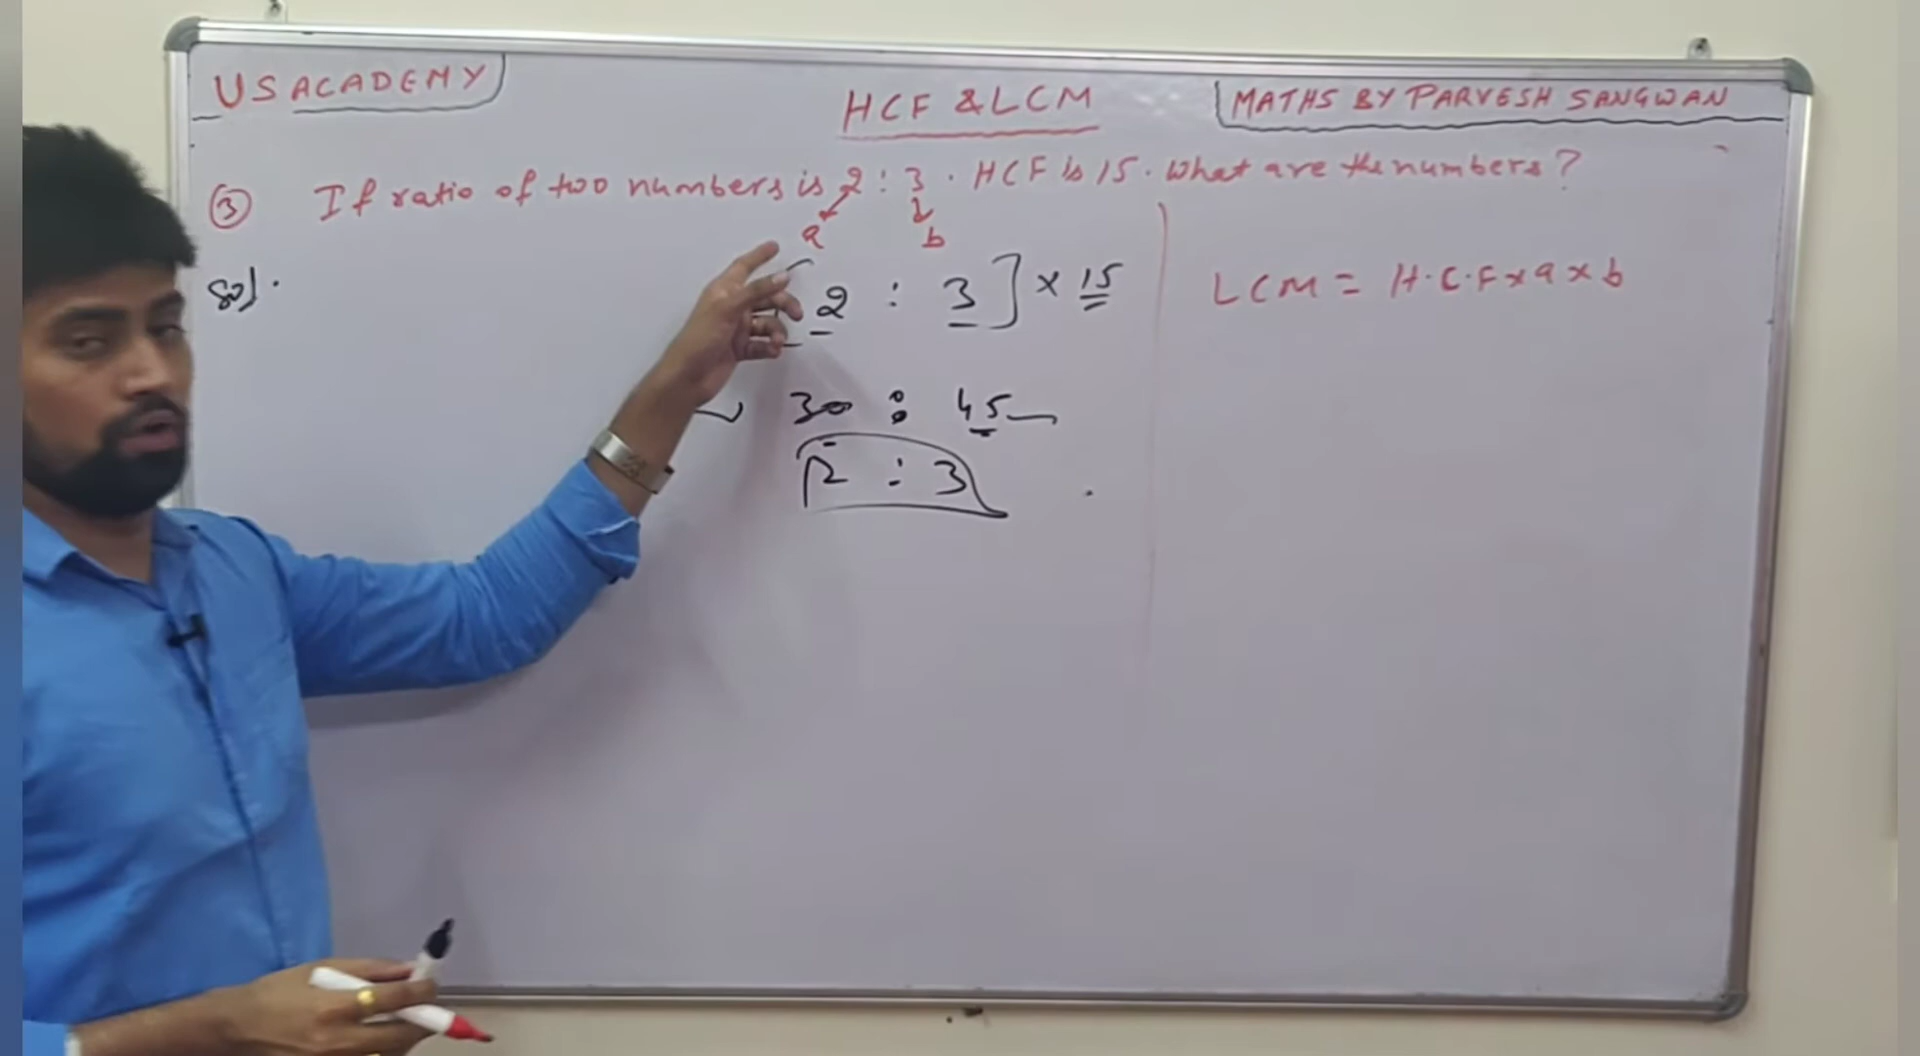 US ACADEMY
HCF & LCM
MATHS BY PARVESH SANGWAN
③ If ratio of two numbers is 2 : 3 . HCF is 15 . What are the numbers ?
a b
Sol.
[ 2 : 3 ] × 15
LCM = H.C.F × a × b
30 : 45
2 : 3